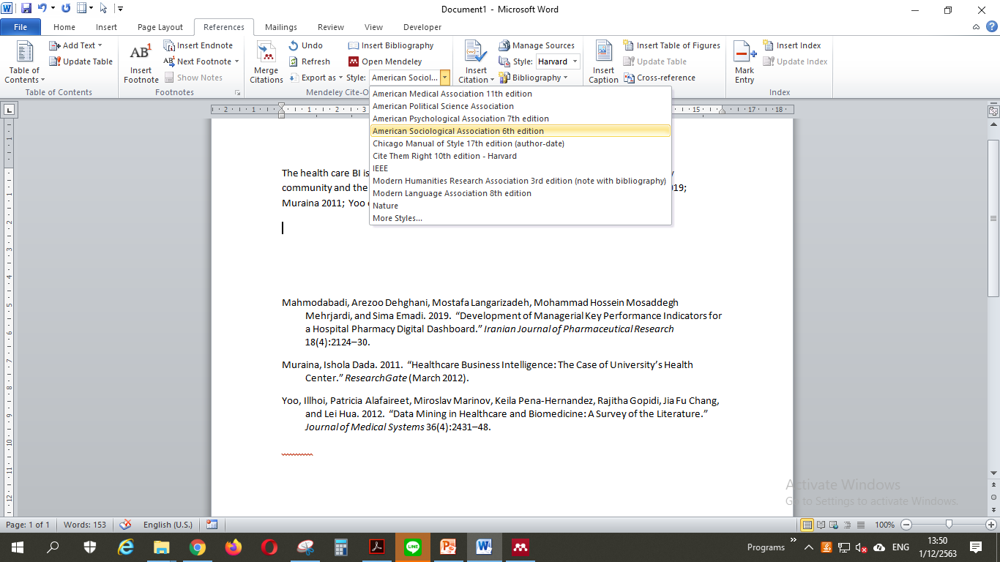 Document1 - Microsoft Word
File Home Insert Page Layout References Mailings Review View Developer
Table of Contents
Add Text
Update Table
Table of Contents
AB1
Insert Footnote
Insert Endnote
Next Footnote
Show Notes
Footnotes
Merge Citations
Undo
Refresh
Export as
Insert Bibliography
Open Mendeley
Style: American Sociol...
Mendeley Cite-O
Insert Citation
Manage Sources
Style: Harvard
Bibliography
Insert Caption
Insert Table of Figures
Update Table
Cross-reference
Mark Entry
Insert Index
Update Index
Index
American Medical Association 11th edition
American Political Science Association
American Psychological Association 7th edition
American Sociological Association 6th edition
Chicago Manual of Style 17th edition (author-date)
Cite Them Right 10th edition - Harvard
IEEE
Modern Humanities Research Association 3rd edition (note with bibliography)
Modern Language Association 8th edition
Nature
More Styles...
2 1 1 2 3 15 17 18
The health care BI is
community and the 019;
Muraina 2011; Yoo
Mahmodabadi, Arezoo Dehghani, Mostafa Langarizadeh, Mohammad Hossein Mosaddegh
Mehrjardi, and Sima Emadi. 2019. “Development of Managerial Key Performance Indicators for
a Hospital Pharmacy Digital Dashboard.” Iranian Journal of Pharmaceutical Research
18(4):2124–30.
Muraina, Ishola Dada. 2011. “Healthcare Business Intelligence: The Case of University’s Health
Center.” ResearchGate (March 2012).
Yoo, Illhoi, Patricia Alafaireet, Miroslav Marinov, Keila Pena-Hernandez, Rajitha Gopidi, Jia Fu Chang,
and Lei Hua. 2012. “Data Mining in Healthcare and Biomedicine: A Survey of the Literature.”
Journal of Medical Systems 36(4):2431–48.
Activate Windows
Go to Settings to activate Windows.
Page: 1 of 1 Words: 153 English (U.S.) 100%
Programs ENG
13:50
1/12/2563